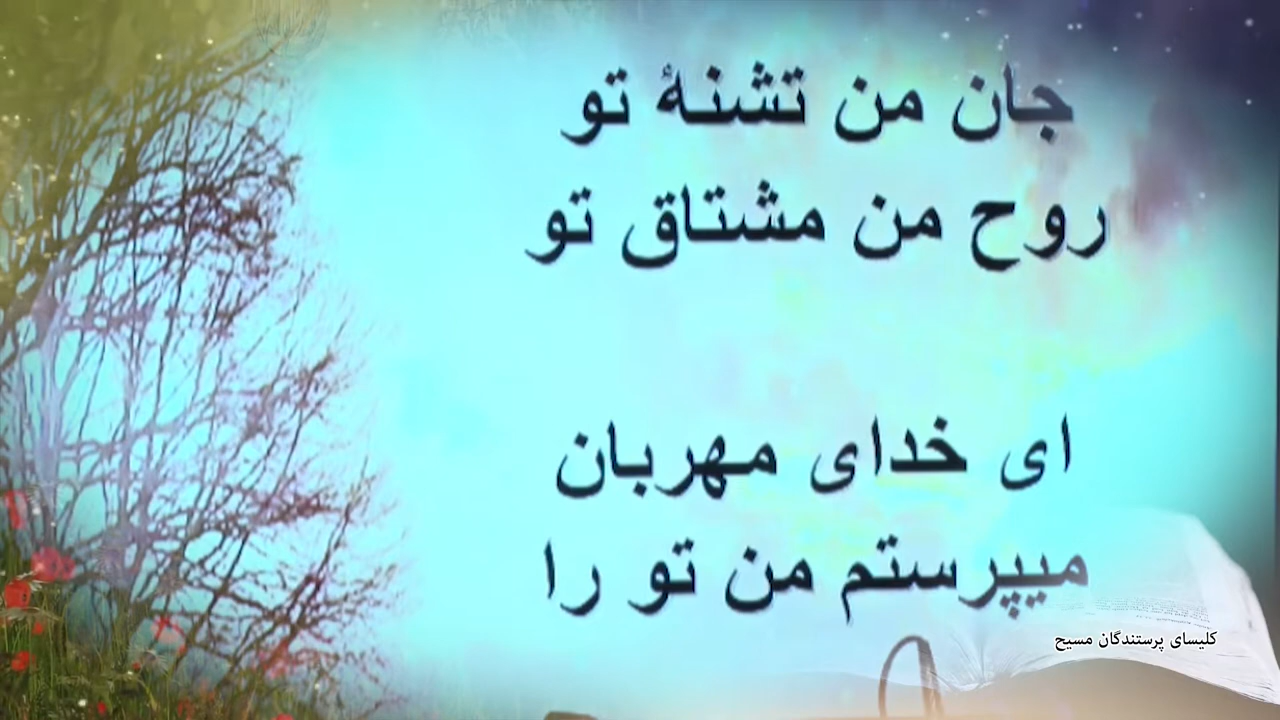 جان من تشنهٔ تو
روح من مشتاق تو
ای خدای مهربان
میپرستم من تو را
کلیسای پرستندگان مسیح